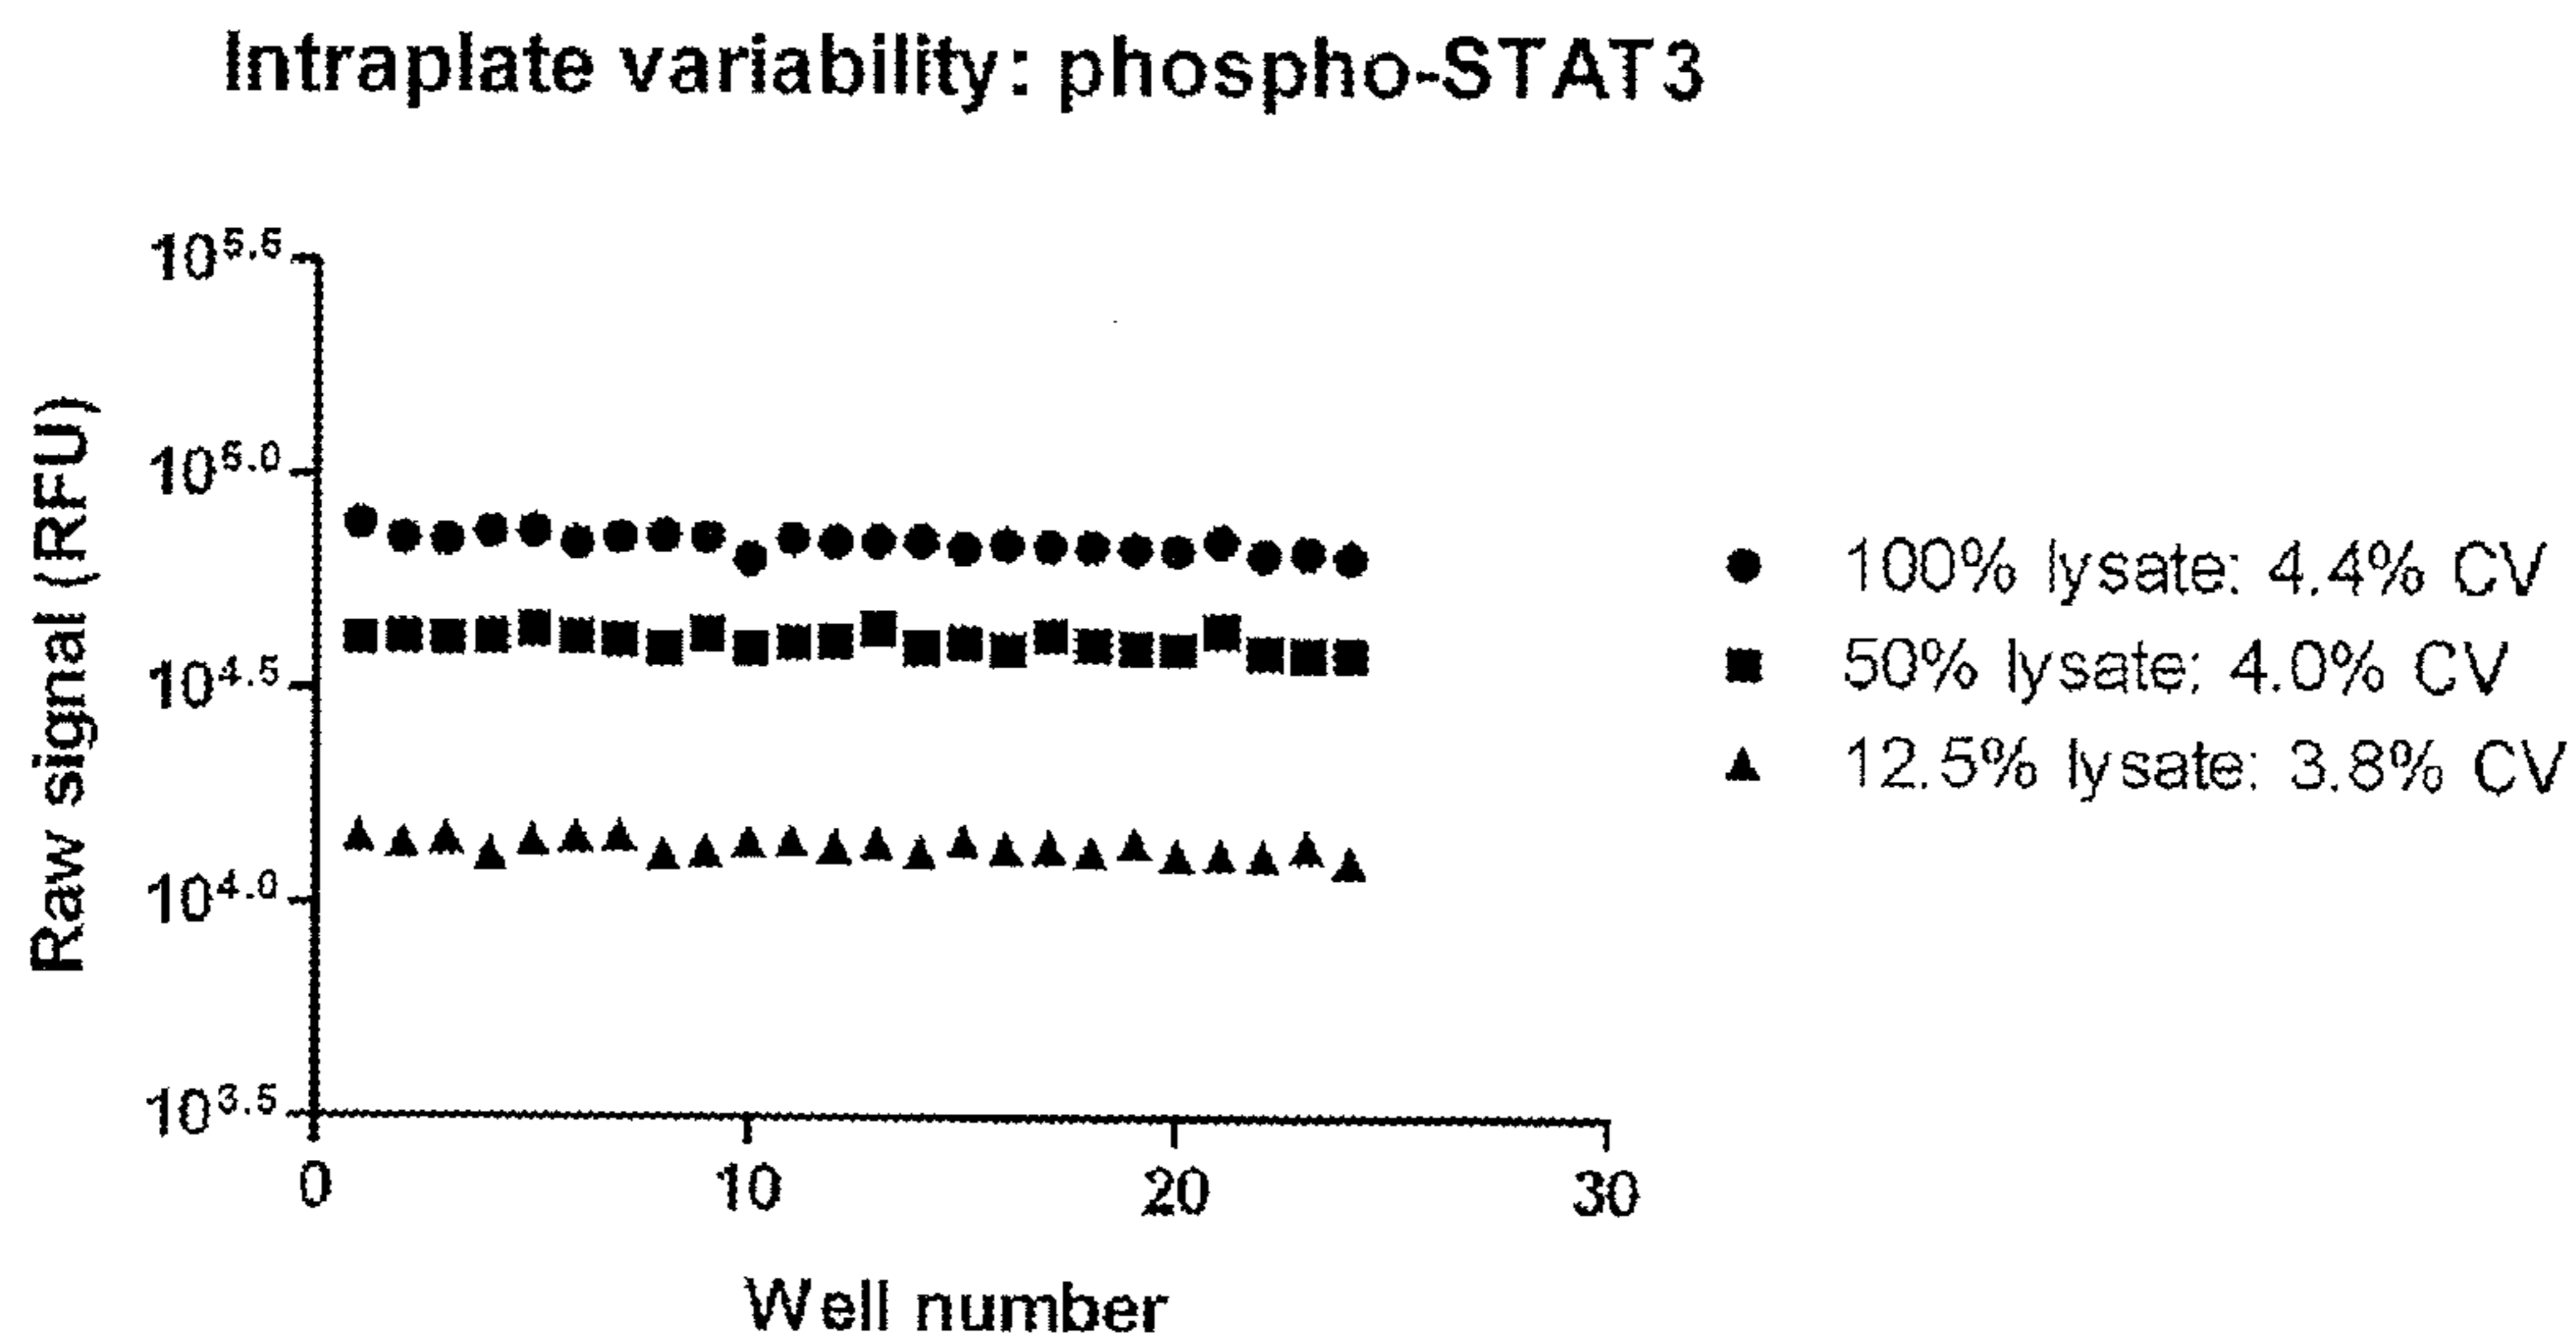 Intraplate variability: phospho-STAT3
Raw signal (RFU)
10^5.5
10^5.0
10^4.5
10^4.0
10^3.5
0 10 20 30
Well number
100% lysate: 4.4% CV
50% lysate: 4.0% CV
12.5% lysate: 3.8% CV